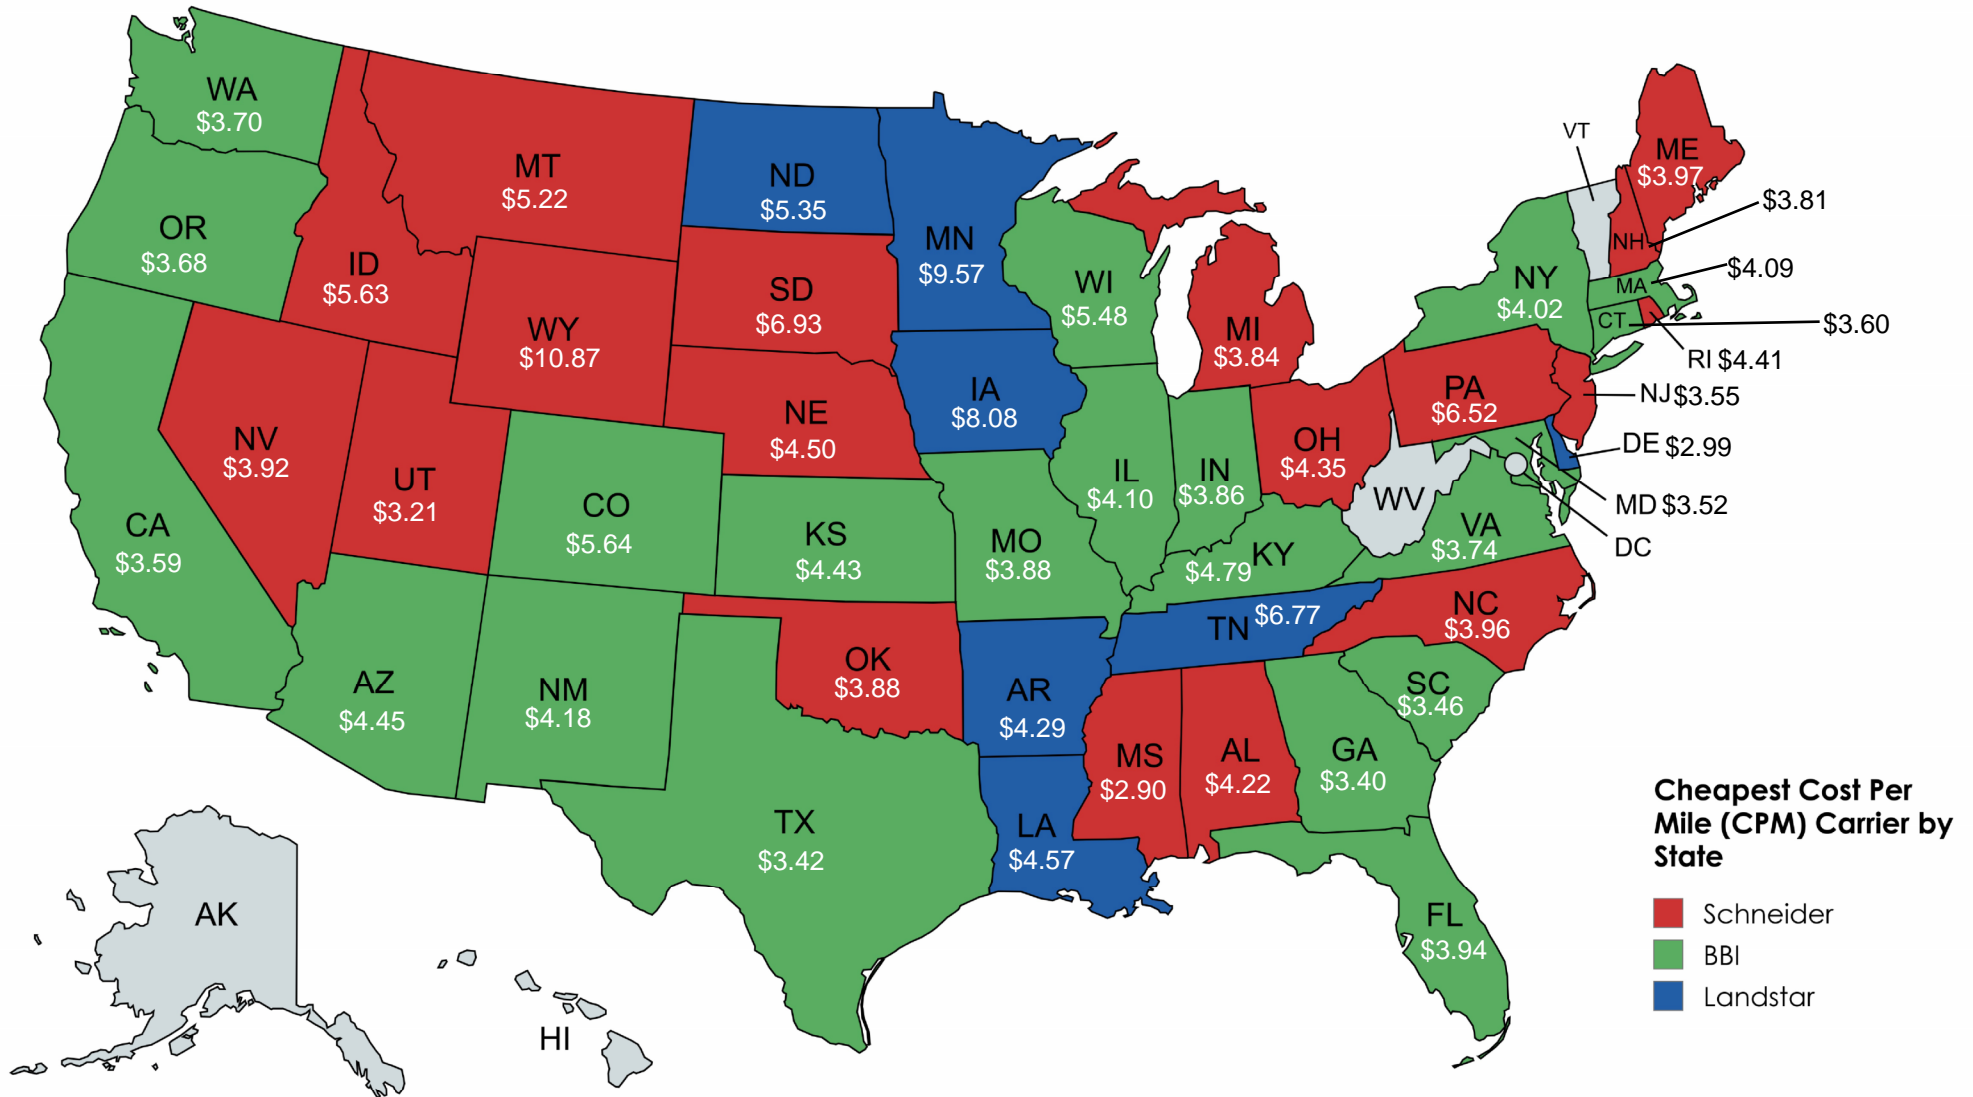 WA
$3.70
OR
$3.68
CA
$3.59
ID
$5.63
NV
$3.92
MT
$5.22
WY
$10.87
UT
$3.21
CO
$5.64
AZ
$4.45
NM
$4.18
ND
$5.35
SD
$6.93
NE
$4.50
KS
$4.43
OK
$3.88
TX
$3.42
MN
$9.57
IA
$8.08
MO
$3.88
AR
$4.29
LA
$4.57
WI
$5.48
IL
$4.10
IN
$3.86
MI
$3.84
OH
$4.35
KY
$4.79
TN
$6.77
MS
$2.90
AL
$4.22
GA
$3.40
FL
$3.94
SC
$3.46
NC
$3.96
VA
$3.74
WV
PA
$6.52
NY
$4.02
VT
ME
$3.97
NH
$3.81
MA
$4.09
CT
$3.60
RI $4.41
NJ $3.55
DE $2.99
MD $3.52
DC
AK
HI
Cheapest Cost Per
Mile (CPM) Carrier by
State
Schneider
BBI
Landstar